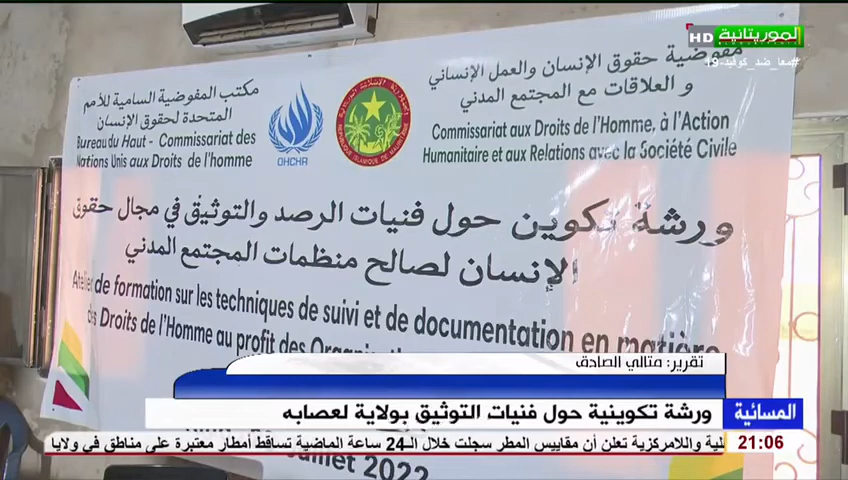 الموريتانية HD
#معا_ضد_كوفيد-19
مفوضية حقوق الإنسان والعمل الإنساني
و العلاقات مع المجتمع المدني
Commissariat aux Droits de l'Homme, à l'Action
Humanitaire et aux Relations avec la Société Civile
مكتب المفوضية السامية للأمم
المتحدة لحقوق الإنسان
Bureau du Haut - Commissariat des
Nations Unis aux Droits de l'homme
OHCHR
REPUBLIQUE ISLAMIQUE DE MAURITANIE
ورشة تكوين حول فنيات الرصد والتوثيق في مجال حقوق
الإنسان لصالح منظمات المجتمع المدني
Atelier de formation sur les techniques de suivi et de documentation en matière
des Droits de l'Homme au profit des
Juillet 2022
تقرير: متالي الصادق
المسائية
ورشة تكوينية حول فنيات التوثيق بولاية لعصابه
21:06
واللامركزية تعلن أن مقاييس المطر سجلت خلال الـ24 ساعة الماضية تساقط أمطار معتبرة على مناطق في ولايا